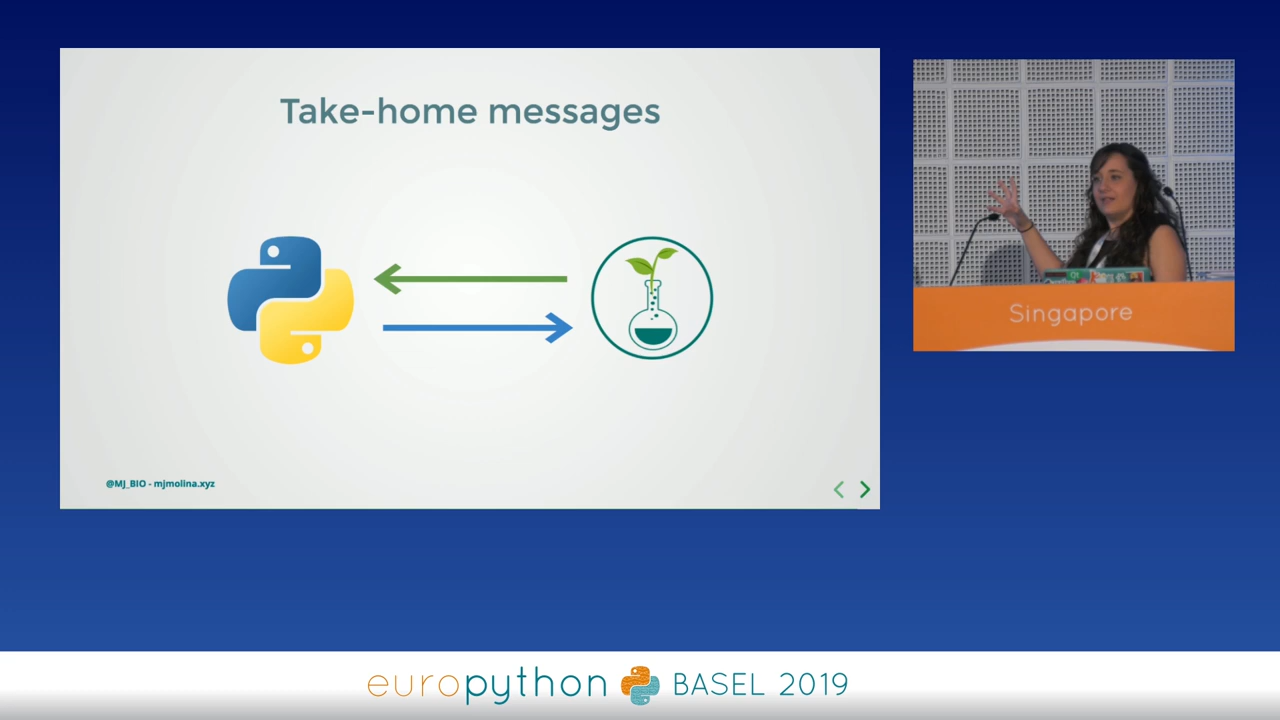 Take-home messages
@MJ_BIO - mjmolina.xyz
Singapore
europython BASEL 2019